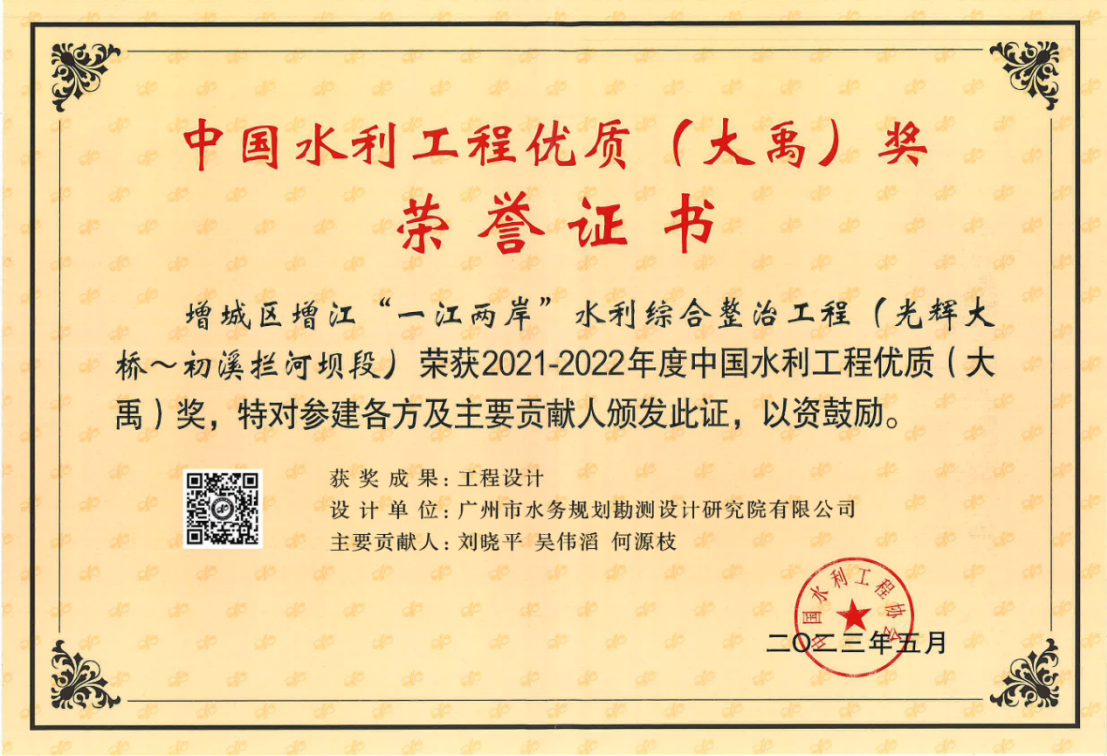 中国水利工程优质（大禹）奖
荣誉证书
增城区增江“一江两岸”水利综合整治工程（光辉大
桥～初溪拦河坝段）荣获2021-2022年度中国水利工程优质（大
禹）奖，特对参建各方及主要贡献人颁发此证，以资鼓励。
获奖成果：工程设计
设计单位：广州市水务规划勘测设计研究院有限公司
主要贡献人：刘晓平 吴伟滔 何源枝
中国水利工程协会
二〇二三年五月